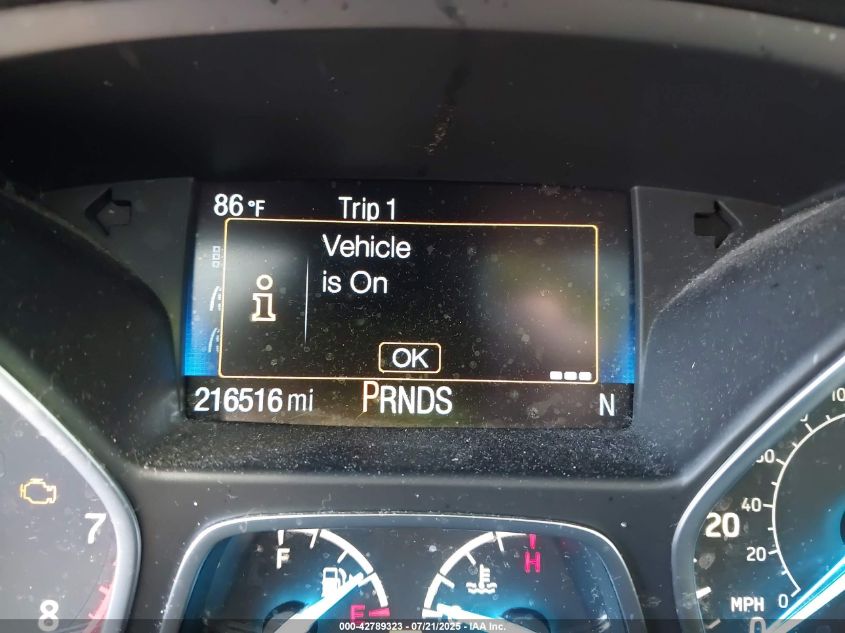 86°F Trip 1
Vehicle
is On
OK
216516 mi PRNDS N
7
8
F
E
H
20
0
MPH
0
20
40
000-42789323 - 07/21/2025 - IAA Inc.